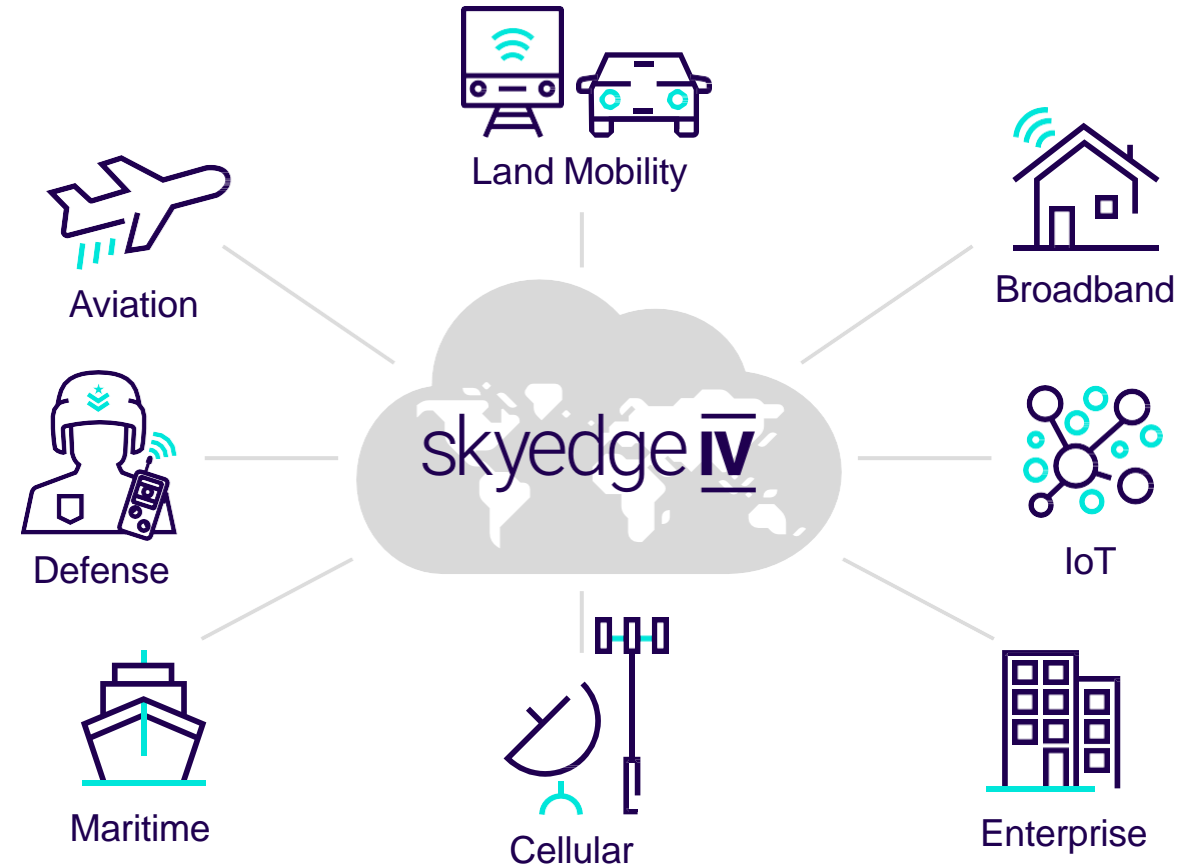 Land Mobility
Aviation
Broadband
skyedge IV
Defense
IoT
Maritime
Cellular
Enterprise